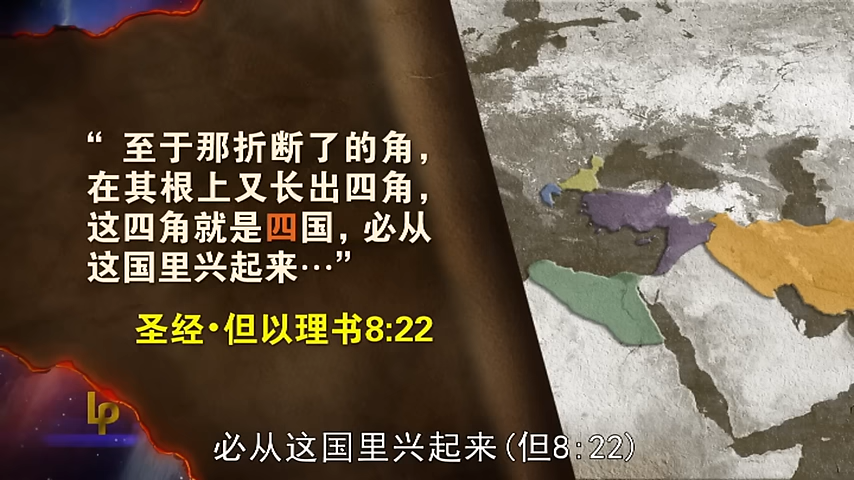 “ 至于那折断了的角，
在其根上又长出四角，
这四角就是四国，必从
这国里兴起来…”
圣经·但以理书8:22
Lp
必从这国里兴起来(但8:22)